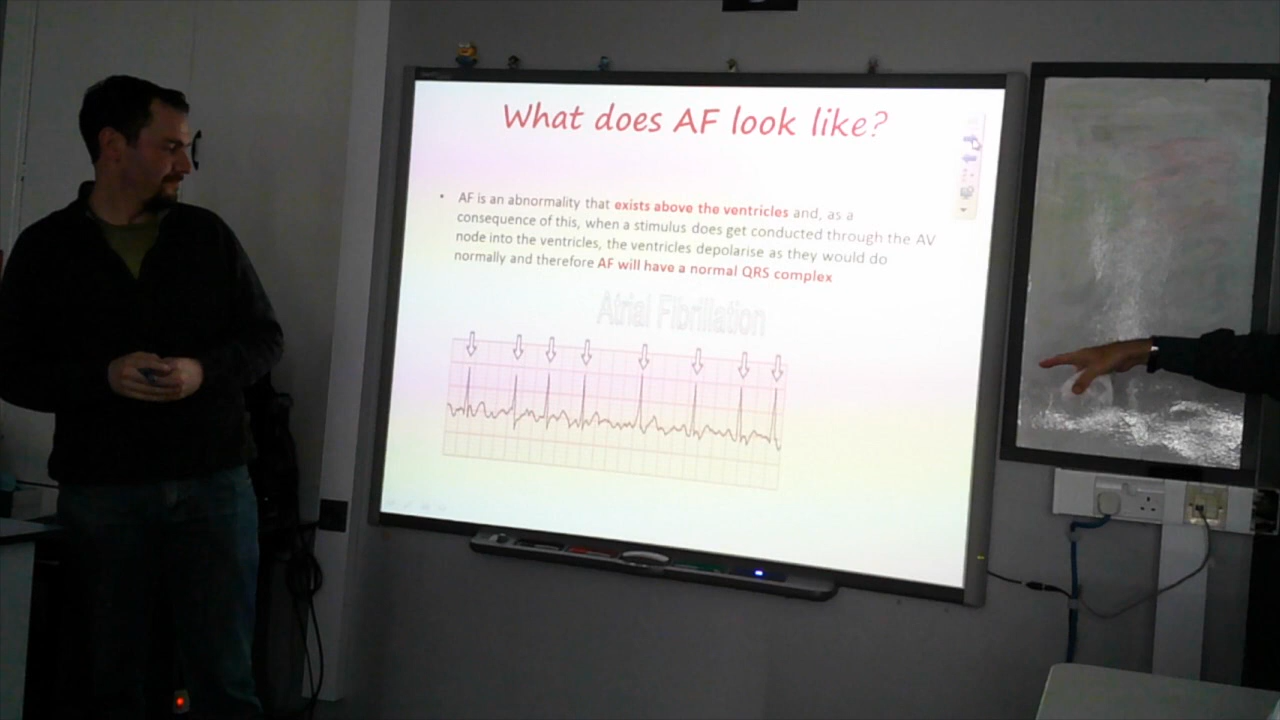 What does AF look like?
• AF is an abnormality that exists above the ventricles and, as a
consequence of this, when a stimulus does get conducted through the AV
node into the ventricles, the ventricles depolarise as they would do
normally and therefore AF will have a normal QRS complex
Atrial Fibrillation